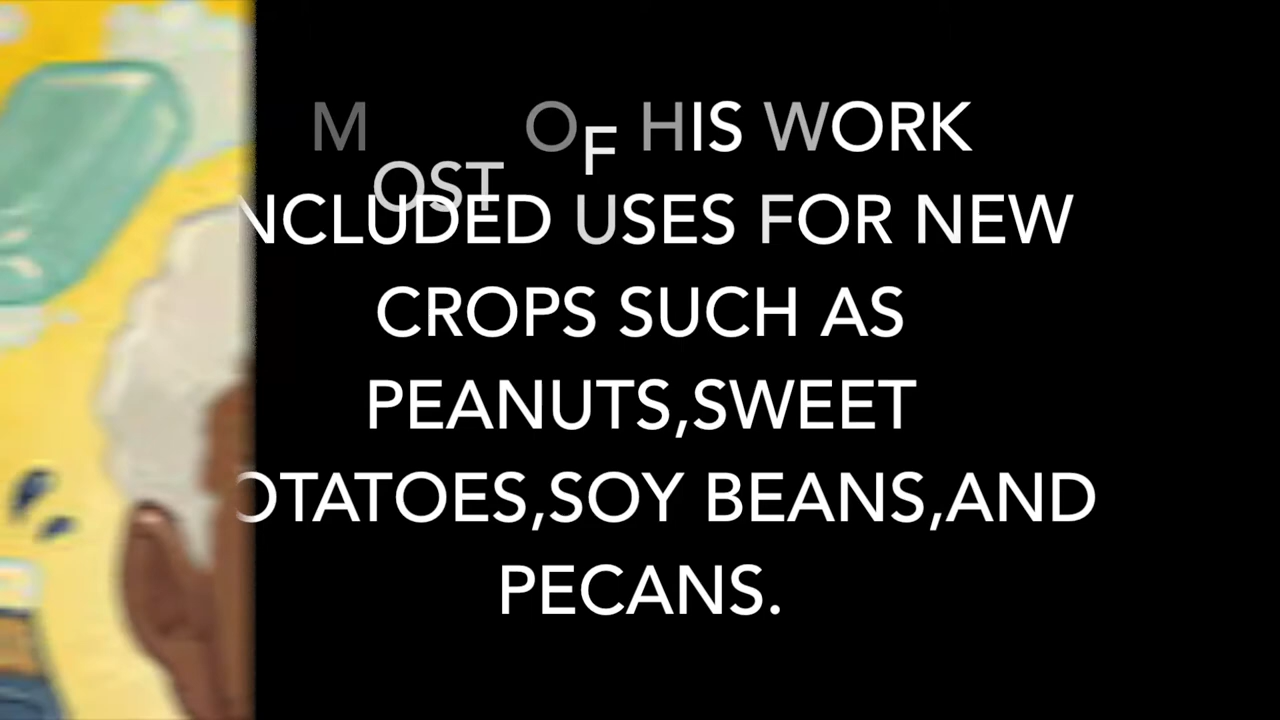 MOST OF HIS WORK
NCLUDED USES FOR NEW
CROPS SUCH AS
PEANUTS,SWEET
OTATOES,SOY BEANS,AND
PECANS.